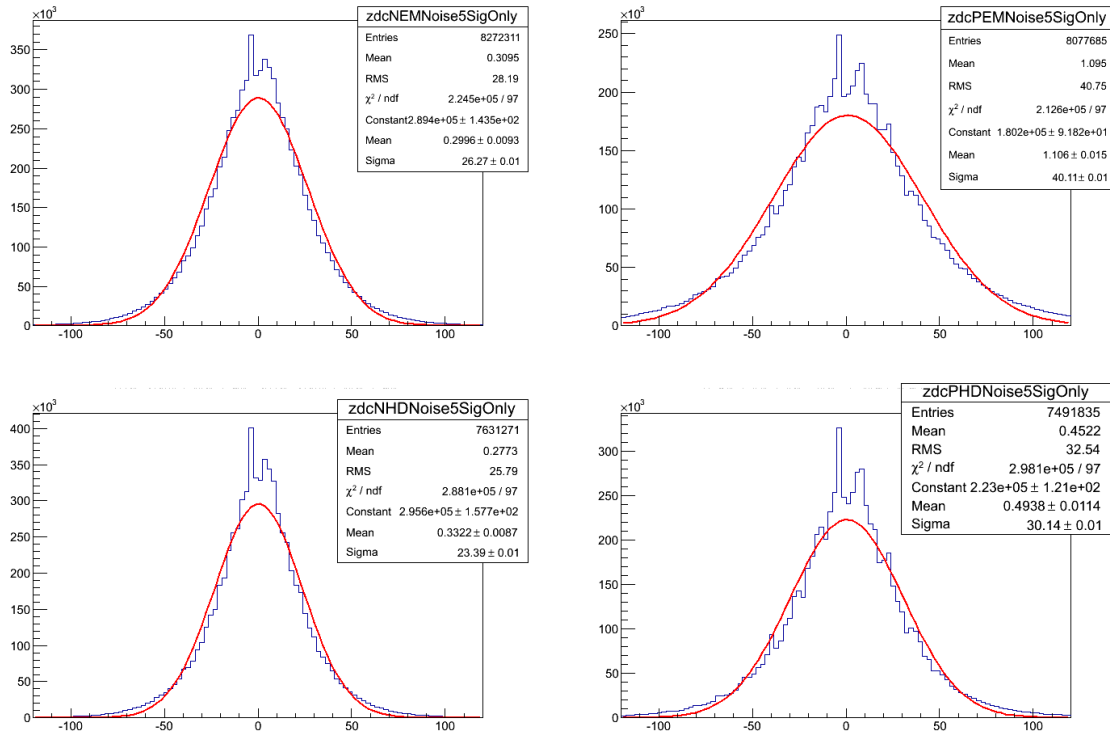 ×10³
zdcNEMNoise5SigOnly
Entries 8272311
Mean 0.3095
RMS 28.19
χ² / ndf 2.245e+05 / 97
Constant2.894e+05 ± 1.435e+02
Mean 0.2996 ± 0.0093
Sigma 26.27 ± 0.01
350
300
250
200
150
100
50
0
-100 -50 0 50 100
×10³
zdcPEMNoise5SigOnly
Entries 8077685
Mean 1.095
RMS 40.75
χ² / ndf 2.126e+05 / 97
Constant 1.802e+05 ± 9.182e+01
Mean 1.106 ± 0.015
Sigma 40.11 ± 0.01
250
200
150
100
50
0
-100 -50 0 50 100
×10³
zdcNHDNoise5SigOnly
Entries 7631271
Mean 0.2773
RMS 25.79
χ² / ndf 2.881e+05 / 97
Constant 2.956e+05 ± 1.577e+02
Mean 0.3322 ± 0.0087
Sigma 23.39 ± 0.01
400
350
300
250
200
150
100
50
0
-100 -50 0 50 100
×10³
zdcPHDNoise5SigOnly
Entries 7491835
Mean 0.4522
RMS 32.54
χ² / ndf 2.981e+05 / 97
Constant 2.23e+05 ± 1.21e+02
Mean 0.4938 ± 0.0114
Sigma 30.14 ± 0.01
300
250
200
150
100
50
0
-100 -50 0 50 100